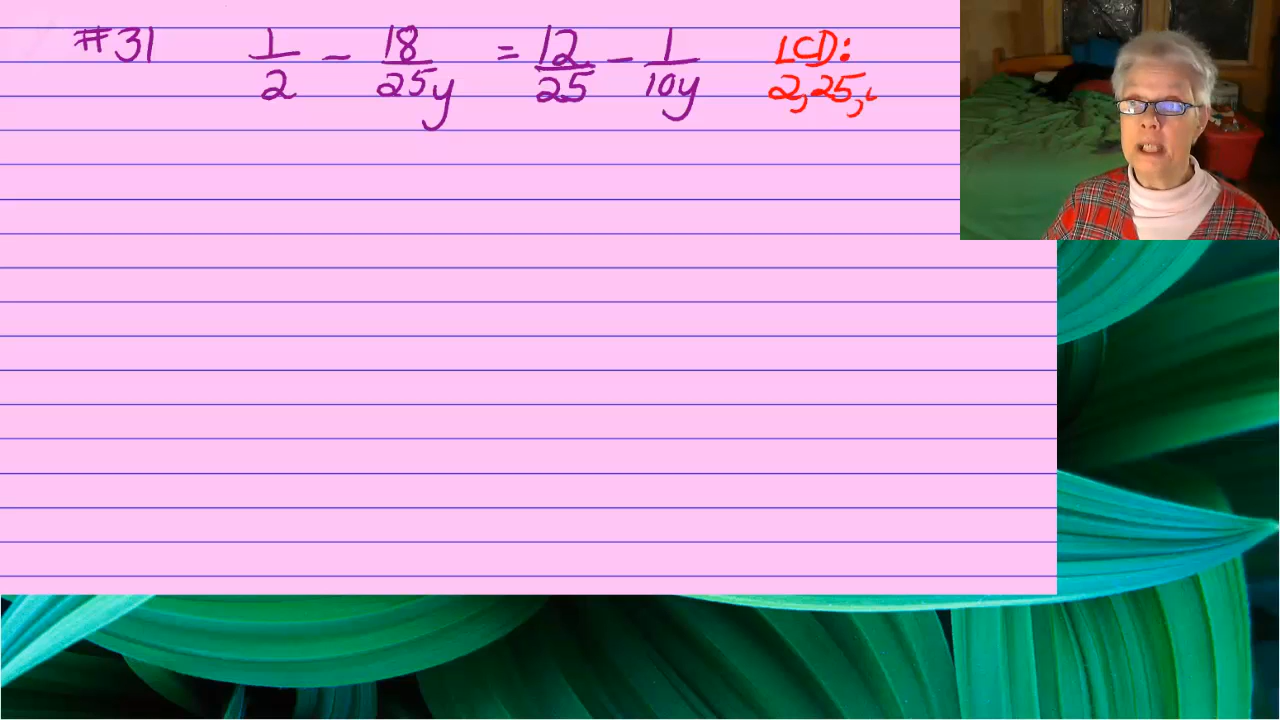 #31 1/2 - 18/25y = 12/25 - 1/10y
LCD:
2,25,